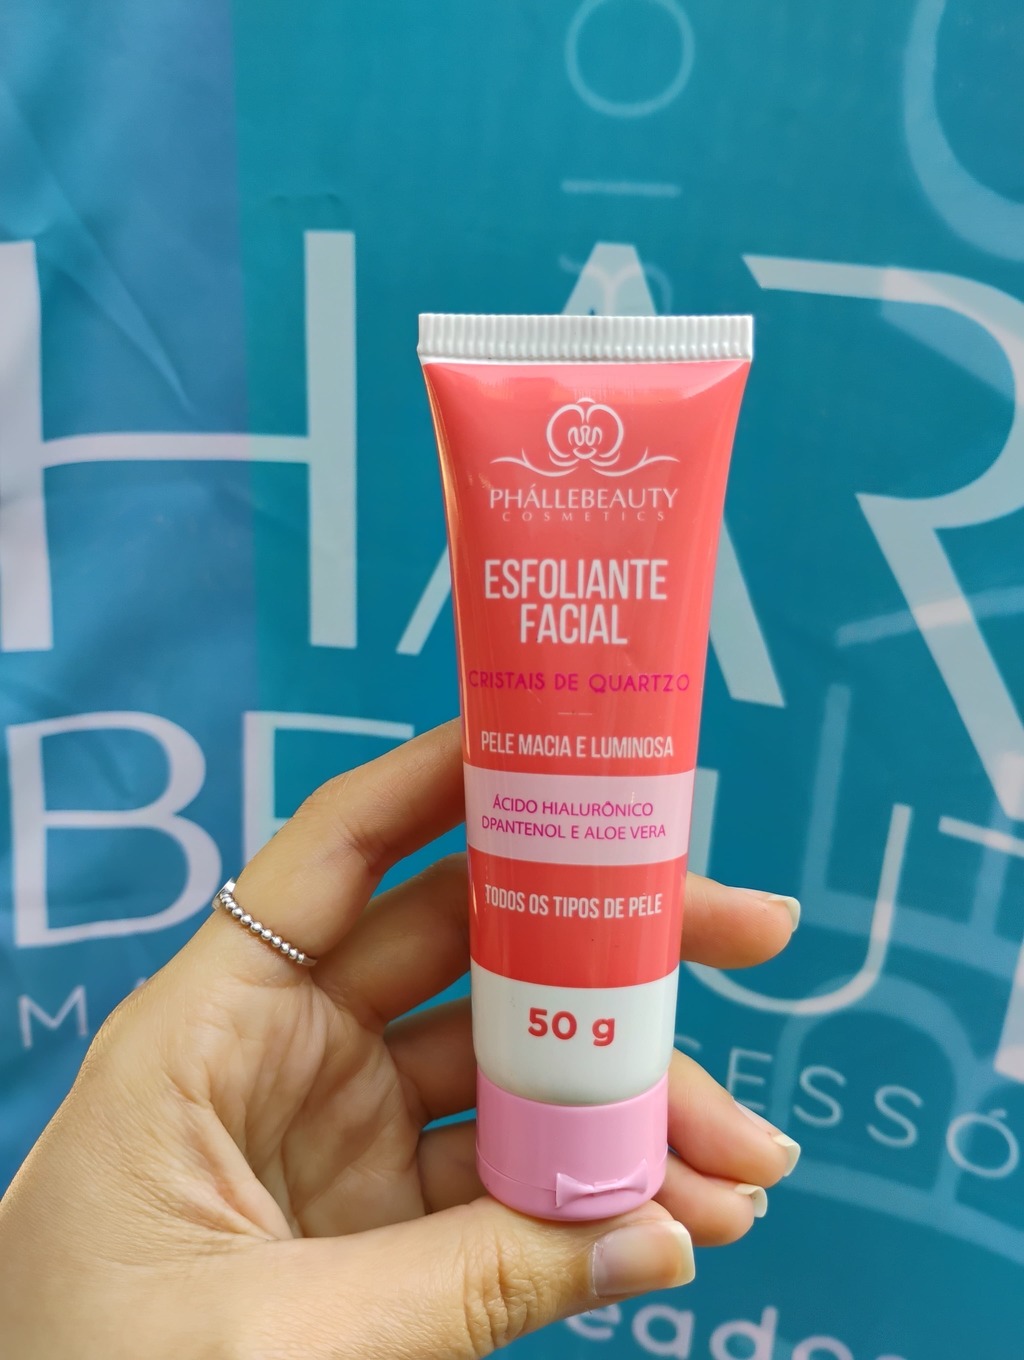 PHÁLLEBEAUTY
COSMETICS
ESFOLIANTE
FACIAL
CRISTAIS DE QUARTZO
PELE MACIA E LUMINOSA
ÁCIDO HIALURÔNICO
DPANTENOL E ALOE VERA
TODOS OS TIPOS DE PELE
50 g
HAR